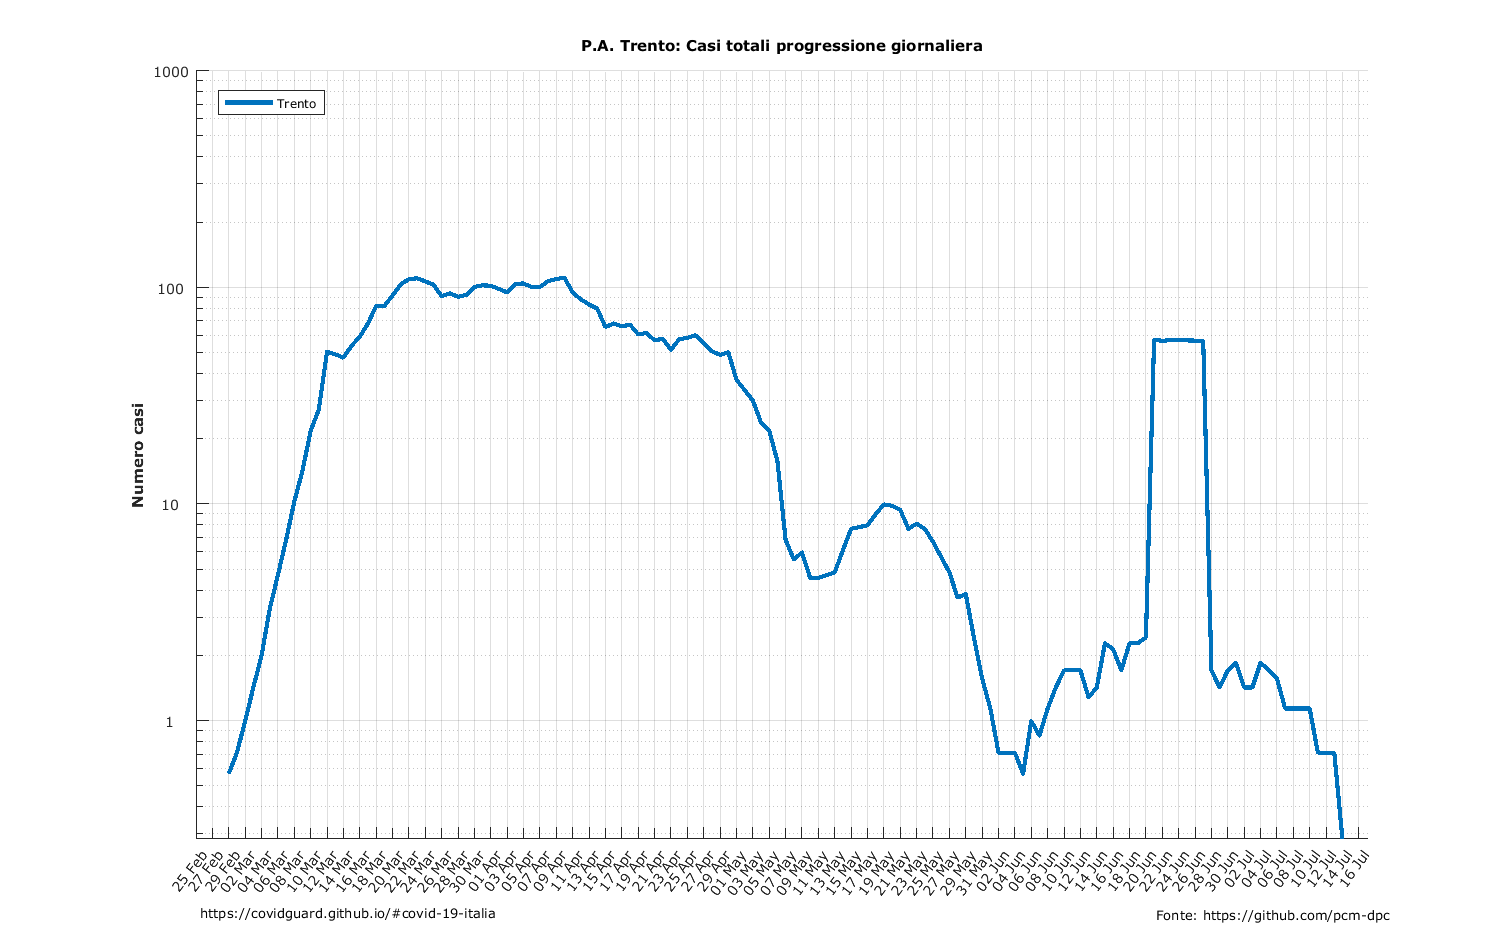 P.A. Trento: Casi totali progressione giornaliera
1000
Trento
100
Numero casi
10
1
25 Feb
27 Feb
29 Feb
02 Mar
04 Mar
06 Mar
08 Mar
10 Mar
12 Mar
14 Mar
16 Mar
18 Mar
20 Mar
22 Mar
24 Mar
26 Mar
28 Mar
30 Mar
01 Apr
03 Apr
05 Apr
07 Apr
09 Apr
11 Apr
13 Apr
15 Apr
17 Apr
19 Apr
21 Apr
23 Apr
25 Apr
27 Apr
29 Apr
01 May
03 May
05 May
07 May
09 May
11 May
13 May
15 May
17 May
19 May
21 May
23 May
25 May
27 May
29 May
31 May
02 Jun
04 Jun
06 Jun
08 Jun
10 Jun
12 Jun
14 Jun
16 Jun
18 Jun
20 Jun
22 Jun
24 Jun
26 Jun
28 Jun
30 Jun
02 Jul
04 Jul
06 Jul
08 Jul
10 Jul
12 Jul
14 Jul
16 Jul
https://covidguard.github.io/#covid-19-italia
Fonte: https://github.com/pcm-dpc